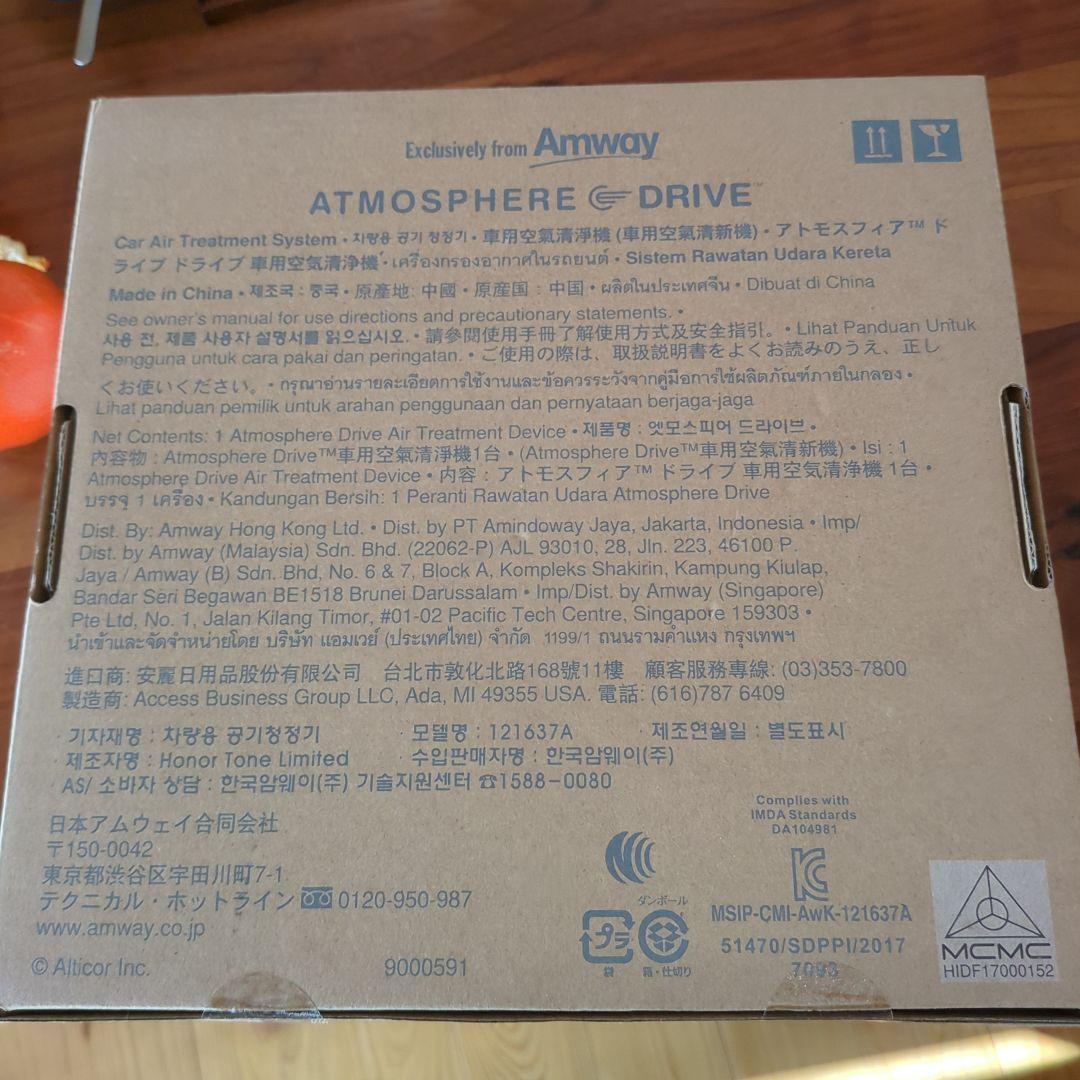 Exclusively from Amway
ATMOSPHERE DRIVE™
Car Air Treatment System • 차량용 공기 청정기 • 車用空氣清淨機 (車用空氣清新機) • アトモスフィア™ ド
ライブ ドライブ 車用空気清浄機 • เครื่องกรองอากาศในรถยนต์ • Sistem Rawatan Udara Kereta
Made in China • 제조국 : 중국 • 原產地: 中國 • 原産国 : 中国 • ผลิตในประเทศจีน • Dibuat di China
See owner's manual for use directions and precautionary statements. •
사용 전, 제품 사용자 설명서를 읽으십시오. • 請參閱使用手冊了解使用方式及安全指引。 • Lihat Panduan Untuk
Pengguna untuk cara pakai dan peringatan. • ご使用の際は、取扱説明書をよくお読みのうえ、正し
くお使いください。 • กรุณาอ่านรายละเอียดการใช้งานและข้อควรระวังจากคู่มือการใช้ผลิตภัณฑ์ภายในกล่อง •
Lihat panduan pemilik untuk arahan penggunaan dan pernyataan berjaga-jaga
Net Contents: 1 Atmosphere Drive Air Treatment Device • 제품명 : 엣모스피어 드라이브 •
內容物 : Atmosphere Drive™車用空氣清淨機1台 • (Atmosphere Drive™車用空氣清新機) • Isi : 1
Atmosphere Drive Air Treatment Device • 内容 : アトモスフィア™ ドライブ 車用空気清浄機 1台 •
บรรจุ 1 เครื่อง • Kandungan Bersih: 1 Peranti Rawatan Udara Atmosphere Drive
Dist. By: Amway Hong Kong Ltd. • Dist. by PT Amindoway Jaya, Jakarta, Indonesia • Imp/
Dist. by Amway (Malaysia) Sdn. Bhd. (22062-P) AJL 93010, 28, Jln. 223, 46100 P.
Jaya / Amway (B) Sdn. Bhd, No. 6 & 7, Block A, Kompleks Shakirin, Kampung Kiulap,
Bandar Seri Begawan BE1518 Brunei Darussalam • Imp/Dist. by Amway (Singapore)
Pte Ltd, No. 1, Jalan Kilang Timor, #01-02 Pacific Tech Centre, Singapore 159303 •
นำเข้าและจัดจำหน่ายโดย บริษัท แอมเวย์ (ประเทศไทย) จำกัด 1199/1 ถนนรามคำแหง กรุงเทพฯ
進口商: 安麗日用品股份有限公司 台北市敦化北路168號11樓 顧客服務專線: (03)353-7800
製造商: Access Business Group LLC, Ada, MI 49355 USA. 電話: (616)787 6409
· 기자재명 : 차량용 공기청정기 · 모델명 : 121637A · 제조연월일 : 별도표시
· 제조자명 : Honor Tone Limited · 수입판매자명 : 한국암웨이(주)
· AS/ 소비자 상담 : 한국암웨이(주) 기술지원센터 ☎1588-0080
日本アムウェイ合同会社
〒150-0042
東京都渋谷区宇田川町7-1
テクニカル・ホットライン 0120-950-987
www.amway.co.jp
© Alticor Inc.
9000591
ダンボール
プラ
袋
箱・仕切り
Complies with
IMDA Standards
DA104981
MSIP-CMI-AwK-121637A
51470/SDPPI/2017
7093
MCMC
HIDF17000152